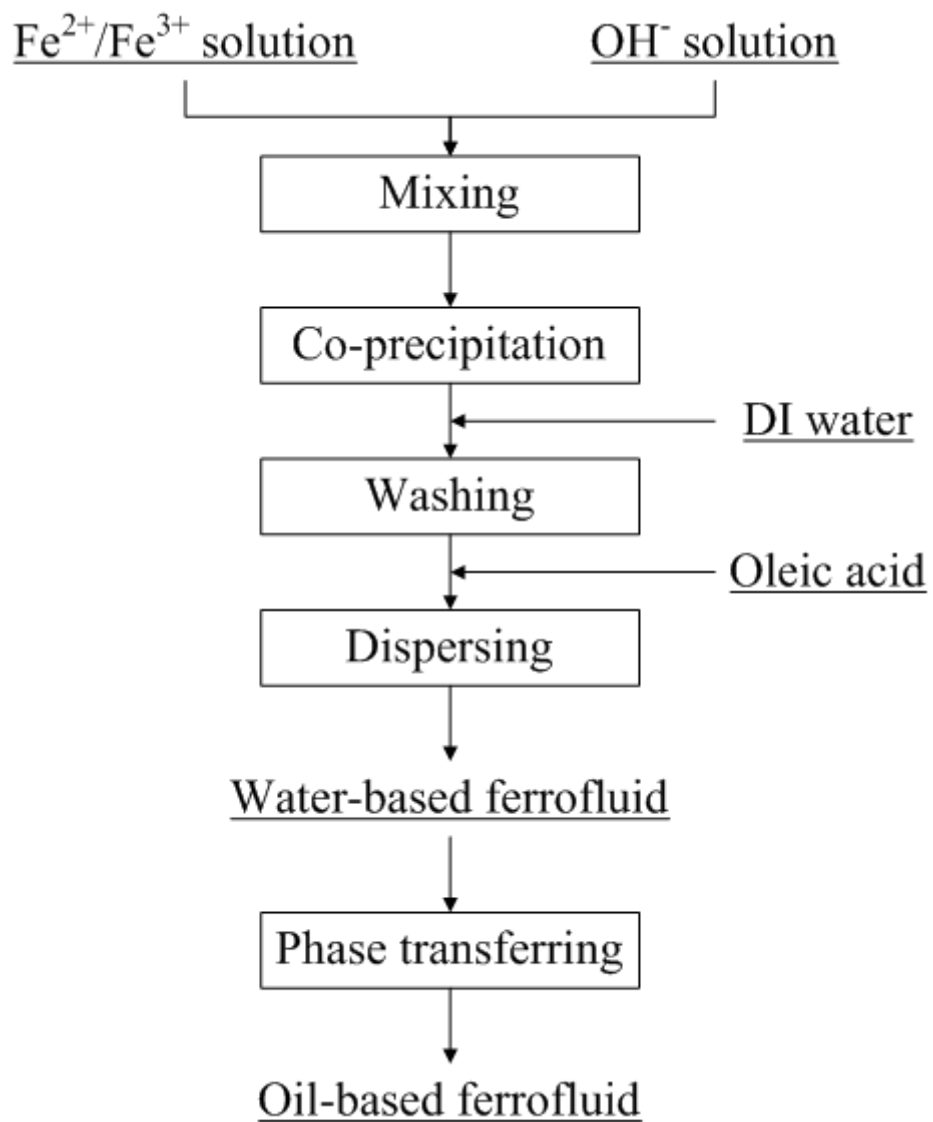 Fe²⁺/Fe³⁺ solution
OH⁻ solution
Mixing
Co-precipitation
DI water
Washing
Oleic acid
Dispersing
Water-based ferrofluid
Phase transferring
Oil-based ferrofluid